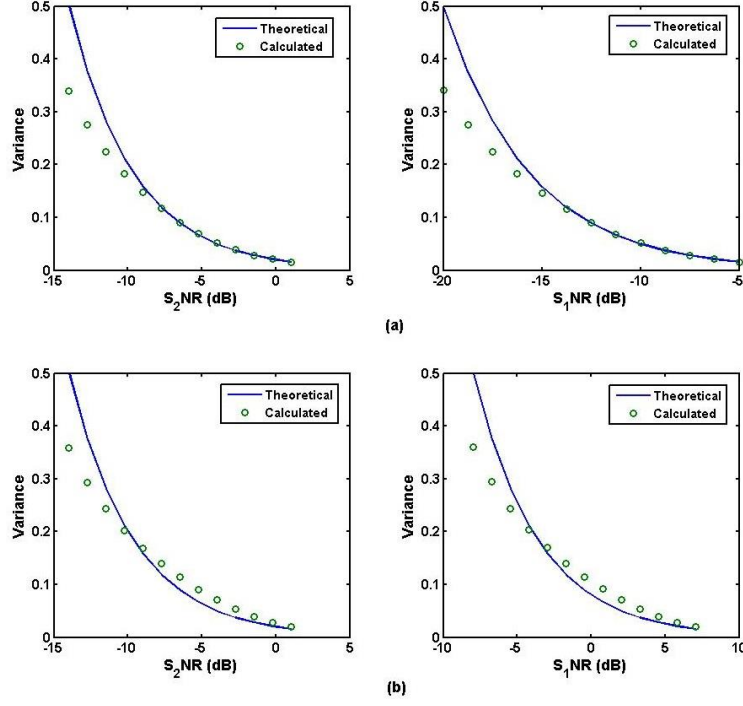 0.5
0.4
0.3
0.2
0.1
0
Variance
-15 -10 -5 0 5
S₂NR (dB)
Theoretical
Calculated
0.5
0.4
0.3
0.2
0.1
0
Variance
-20 -15 -10 -5
S₁NR (dB)
Theoretical
Calculated
(a)
0.5
0.4
0.3
0.2
0.1
0
Variance
-15 -10 -5 0 5
S₂NR (dB)
Theoretical
Calculated
0.5
0.4
0.3
0.2
0.1
0
Variance
-10 -5 0 5 10
S₁NR (dB)
Theoretical
Calculated
(b)